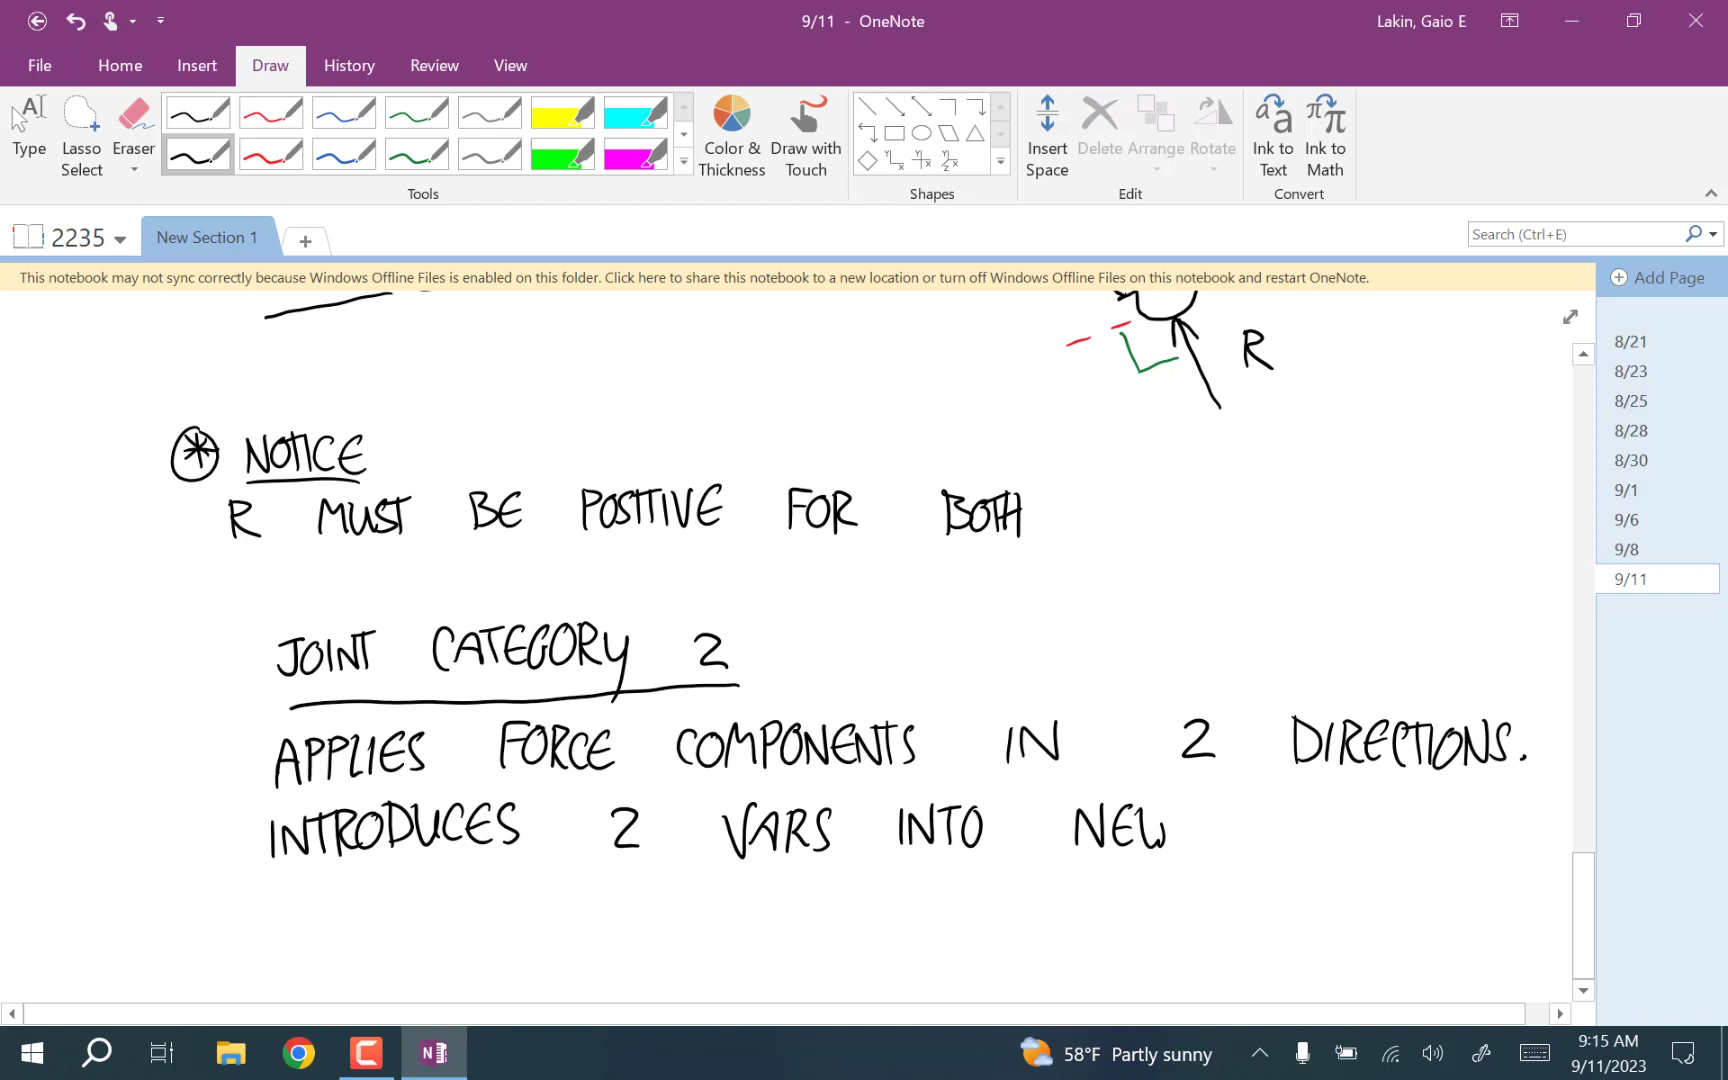 9/11 - OneNote
Lakin, Gaio E
File Home Insert Draw History Review View
Type
Lasso Select
Eraser
Color & Thickness
Draw with Touch
Insert Space
Delete
Arrange
Rotate
Ink to Text
Ink to Math
Tools
Shapes
Edit
Convert
2235
New Section 1
Search (Ctrl+E)
This notebook may not sync correctly because Windows Offline Files is enabled on this folder. Click here to share this notebook to a new location or turn off Windows Offline Files on this notebook and restart OneNote.
Add Page
8/21
8/23
8/25
8/28
8/30
9/1
9/6
9/8
9/11
R
* NOTICE
R MUST BE POSITIVE FOR BOTH
JOINT CATEGORY 2
APPLIES FORCE COMPONENTS IN 2 DIRECTIONS.
INTRODUCES 2 VARS INTO NEW
58°F Partly sunny
9:15 AM
9/11/2023